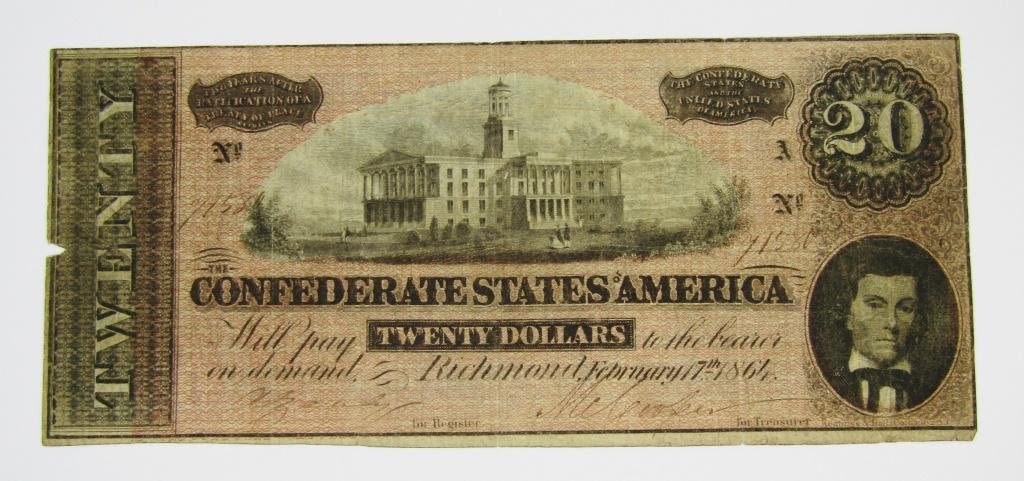 TWENTY
TWO YEARS AFTER
THE
RATIFICATION OF A
TREATY OF PEACE
BETWEEN
THE CONFEDERATE
STATES
AND THE
UNITED STATES
OF AMERICA
20
No
A
No
THE
CONFEDERATE STATES OF AMERICA
Will pay TWENTY DOLLARS to the bearer
on demand, Richmond, February 17th 1864.
for Register
for Treasurer